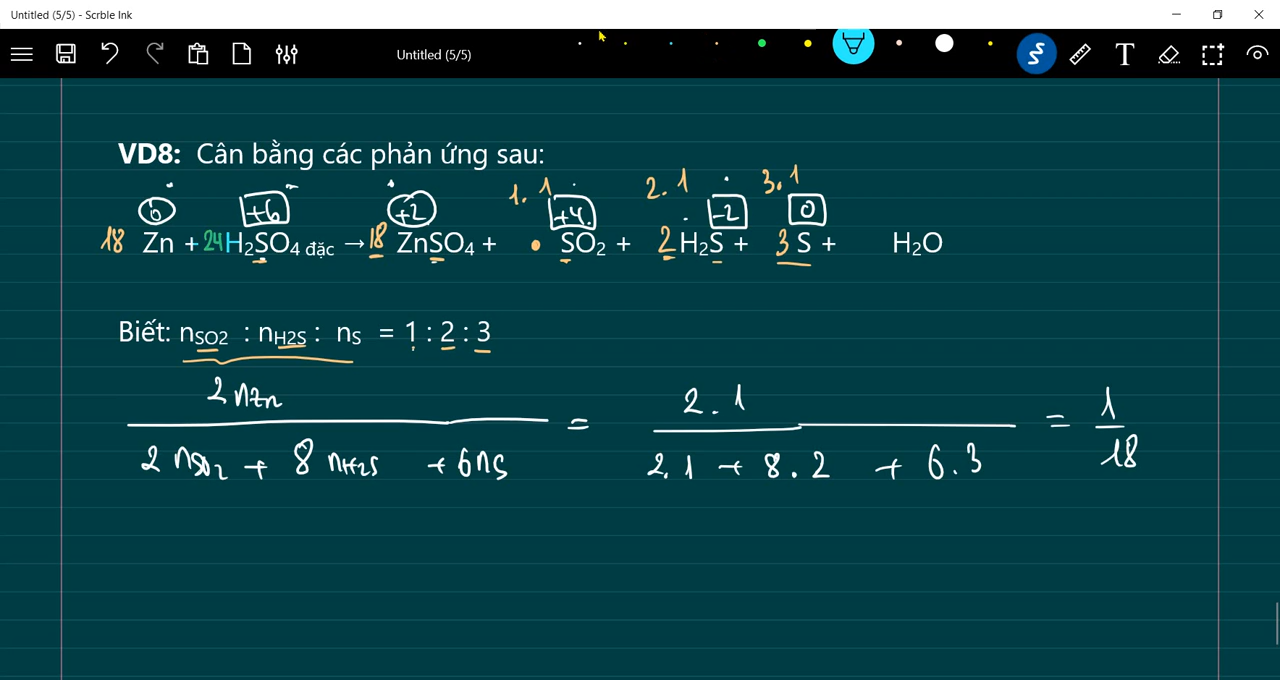 Untitled (5/5) - Scrble Ink
Untitled (5/5)
T
VD8: Cân bằng các phản ứng sau:
1. 1 2. 1 3. 1
0 +6 +2 +4 -2 0
18 Zn + 24 H2SO4 đặc → 18 ZnSO4 + SO2 + 2 H2S + 3 S + H2O
Biết: nSO2 : nH2S : nS = 1 : 2 : 3
2 nZn = 2. 1 = 1
2 nSO2 + 8 nH2S + 6nS 2.1 + 8. 2 + 6.3 18